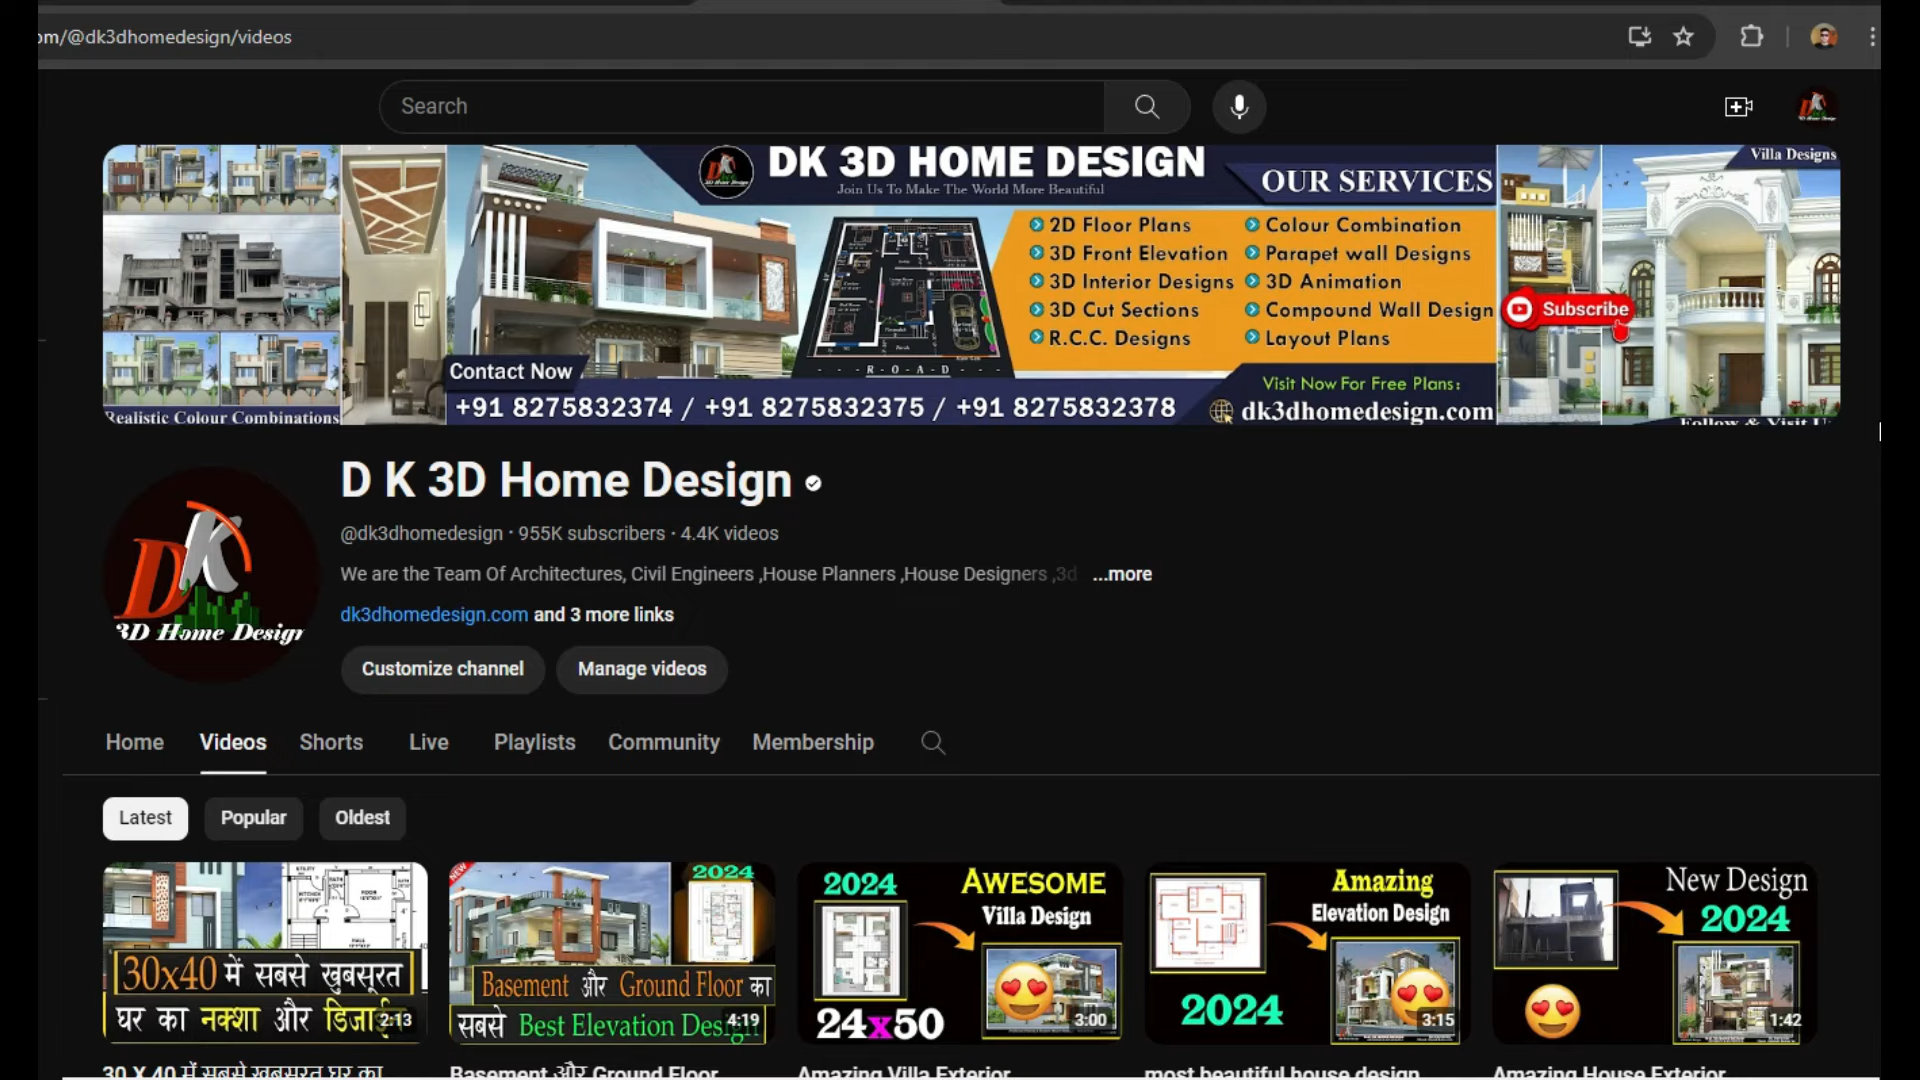 om/@dk3dhomedesign/videos
Search
DK 3D HOME DESIGN
Join Us To Make The World More Beautiful
OUR SERVICES
2D Floor Plans
3D Front Elevation
3D Interior Designs
3D Cut Sections
R.C.C. Designs
Colour Combination
Parapet wall Designs
3D Animation
Compound Wall Design
Layout Plans
Villa Designs
Subscribe
ROAD
Contact Now
+91 8275832374 / +91 8275832375 / +91 8275832378
Visit Now For Free Plans:
dk3dhomedesign.com
Realistic Colour Combinations
Follow & Visit U
D K 3D Home Design
@dk3dhomedesign · 955K subscribers · 4.4K videos
We are the Team Of Architectures, Civil Engineers ,House Planners ,House Designers ,3d ...more
dk3dhomedesign.com and 3 more links
DK
3D Home Design
Customize channel
Manage videos
Home Videos Shorts Live Playlists Community Membership
Latest Popular Oldest
30x40 में सबसे खुबसूरत
घर का नक्शा और डिजाई
2:13
NEW
2024
Basement और Ground Floor का
सबसे Best Elevation Design
4:19
2024
AWESOME
Villa Design
24x50
3:00
Amazing
Elevation Design
2024
3:15
New Design
2024
1:42
30 X 40 में सबसे खुबसूरत घर का
Basement और Ground Floor
Amazing Villa Exterior
most beautiful house design
Amazing House Exterior